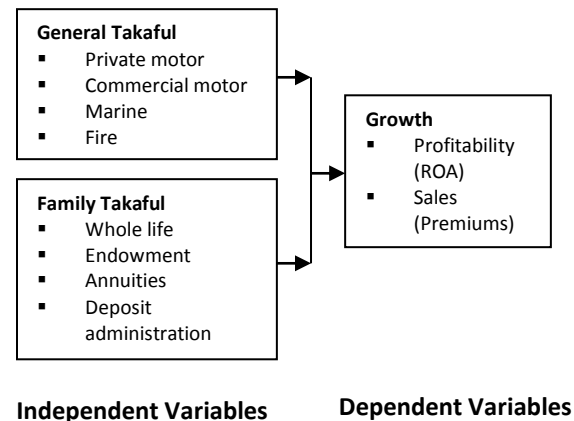 General Takaful
▪ Private motor
▪ Commercial motor
▪ Marine
▪ Fire
Family Takaful
▪ Whole life
▪ Endowment
▪ Annuities
▪ Deposit
administration
Growth
▪ Profitability
(ROA)
▪ Sales
(Premiums)
Independent Variables
Dependent Variables